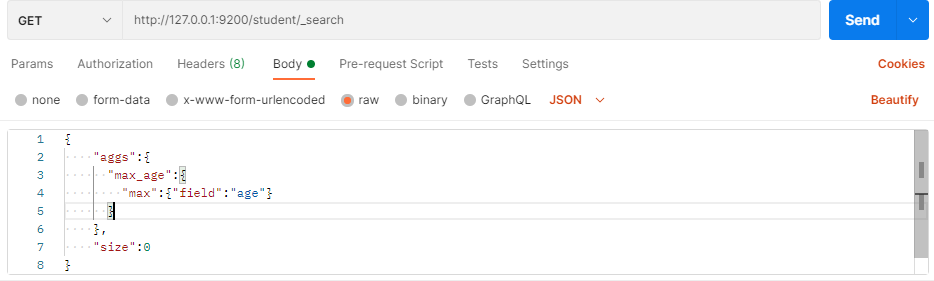 GET http://127.0.0.1:9200/student/_search Send
Params Authorization Headers (8) Body Pre-request Script Tests Settings Cookies
none form-data x-www-form-urlencoded raw binary GraphQL JSON Beautify
1 {
2 "aggs":{
3 "max_age":{
4 "max":{"field":"age"}
5 }
6 },
7 "size":0
8 }